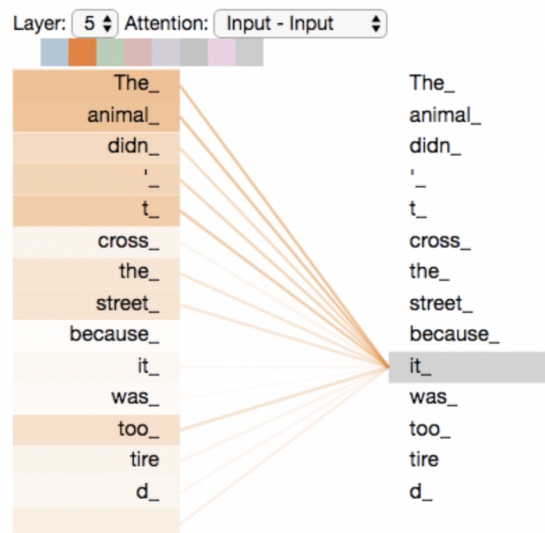 Layer: 5 Attention: Input - Input
The_ The_
animal_ animal_
didn_ didn_
'_ '_
t_ t_
cross_ cross_
the_ the_
street_ street_
because_ because_
it_ it_
was_ was_
too_ too_
tire tire
d_ d_